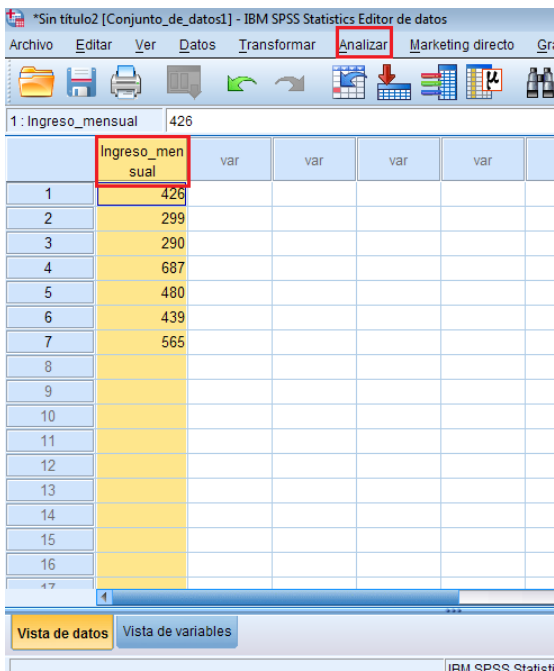 *Sin título2 [Conjunto_de_datos1] - IBM SPSS Statistics Editor de datos
Archivo Editar Ver Datos Transformar Analizar Marketing directo Gra
1 : Ingreso_mensual 426
Ingreso_men
sual
var var var var
1 426
2 299
3 290
4 687
5 480
6 439
7 565
8
9
10
11
12
13
14
15
16
17
Vista de datos Vista de variables
IBM SPSS Statisti